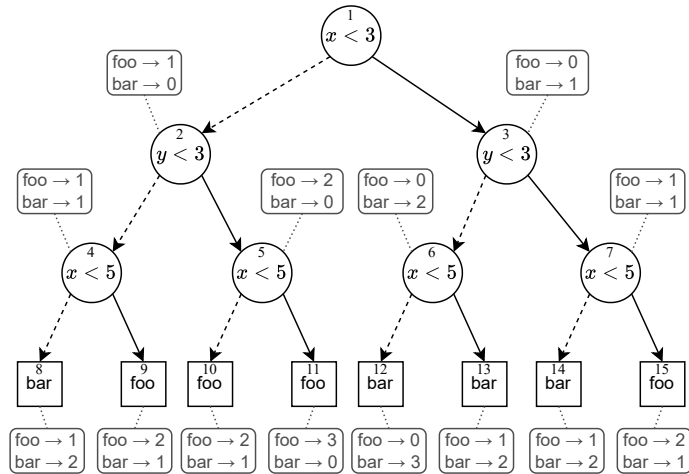 1
x < 3
foo → 1
bar → 0
foo → 0
bar → 1
2
y < 3
3
y < 3
foo → 1
bar → 1
foo → 2
bar → 0
foo → 0
bar → 2
foo → 1
bar → 1
4
x < 5
5
x < 5
6
x < 5
7
x < 5
8
bar
9
foo
10
foo
11
foo
12
bar
13
bar
14
bar
15
foo
foo → 1
bar → 2
foo → 2
bar → 1
foo → 2
bar → 1
foo → 3
bar → 0
foo → 0
bar → 3
foo → 1
bar → 2
foo → 1
bar → 2
foo → 2
bar → 1